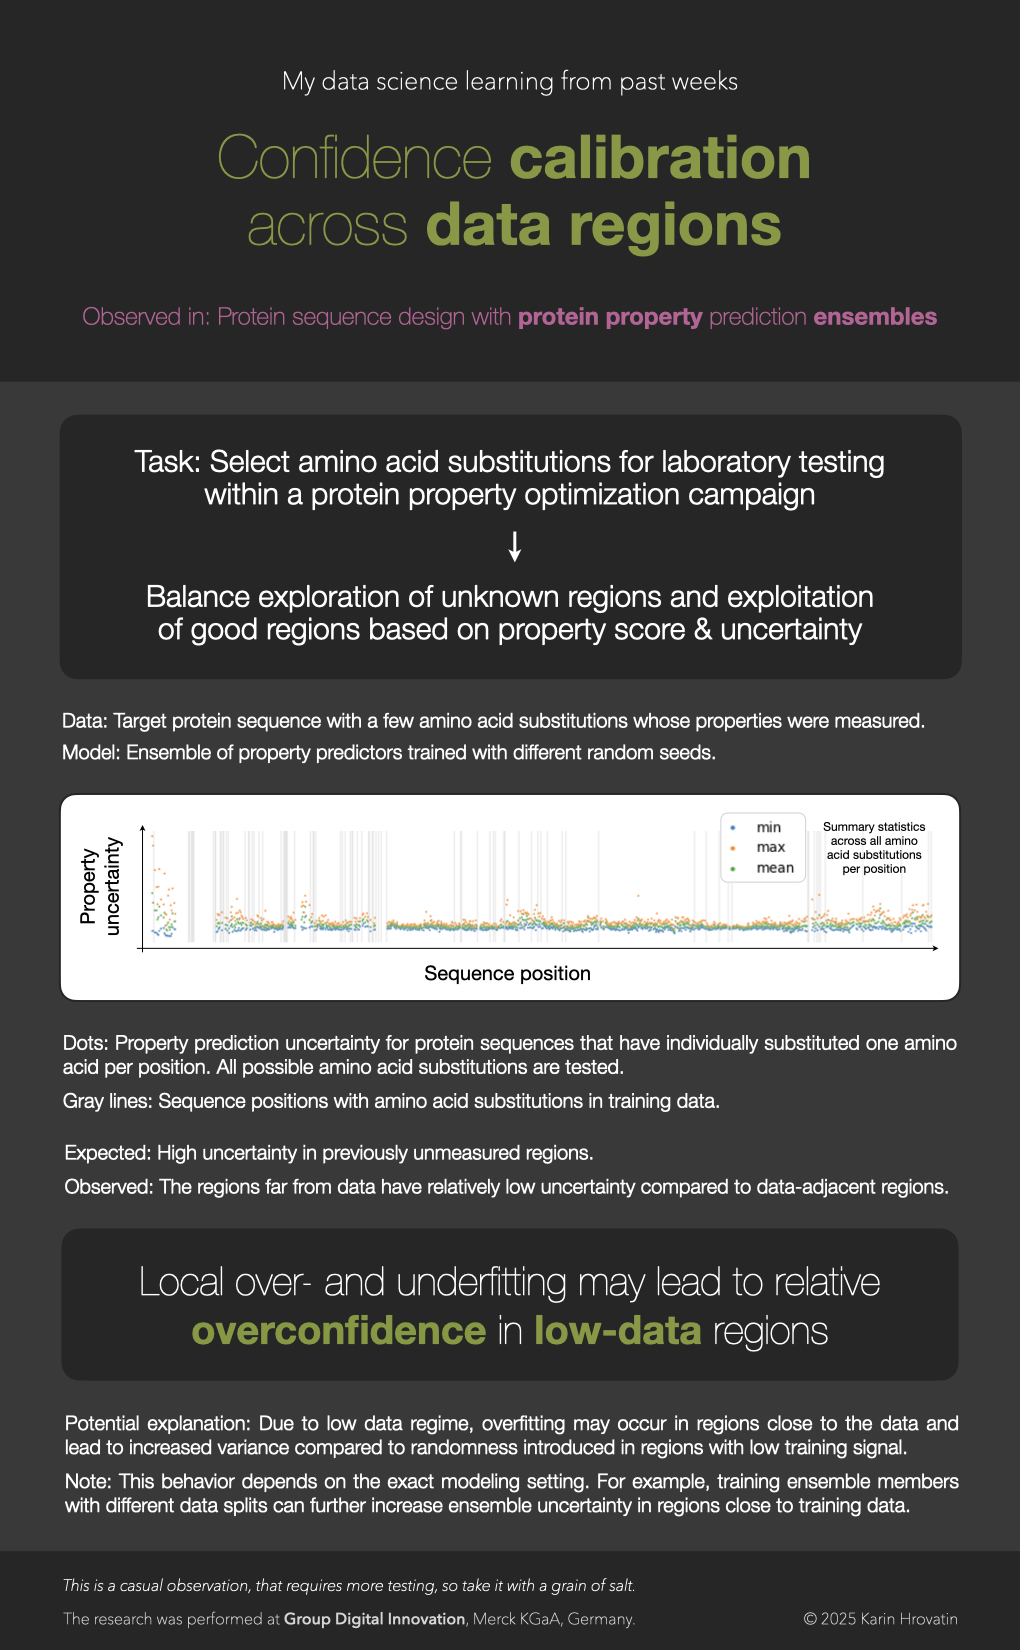 My data science learning from past weeks
Confidence calibration
across data regions
Observed in: Protein sequence design with protein property prediction ensembles
Task: Select amino acid substitutions for laboratory testing
within a protein property optimization campaign
↓
Balance exploration of unknown regions and exploitation
of good regions based on property score & uncertainty
Data: Target protein sequence with a few amino acid substitutions whose properties were measured.
Model: Ensemble of property predictors trained with different random seeds.
Property
uncertainty
min
max
mean
Summary statistics
across all amino
acid substitutions
per position
Sequence position
Dots: Property prediction uncertainty for protein sequences that have individually substituted one amino
acid per position. All possible amino acid substitutions are tested.
Gray lines: Sequence positions with amino acid substitutions in training data.
Expected: High uncertainty in previously unmeasured regions.
Observed: The regions far from data have relatively low uncertainty compared to data-adjacent regions.
Local over- and underfitting may lead to relative
overconfidence in low-data regions
Potential explanation: Due to low data regime, overfitting may occur in regions close to the data and
lead to increased variance compared to randomness introduced in regions with low training signal.
Note: This behavior depends on the exact modeling setting. For example, training ensemble members
with different data splits can further increase ensemble uncertainty in regions close to training data.
This is a casual observation, that requires more testing, so take it with a grain of salt.
The research was performed at Group Digital Innovation, Merck KGaA, Germany.
© 2025 Karin Hrovatin